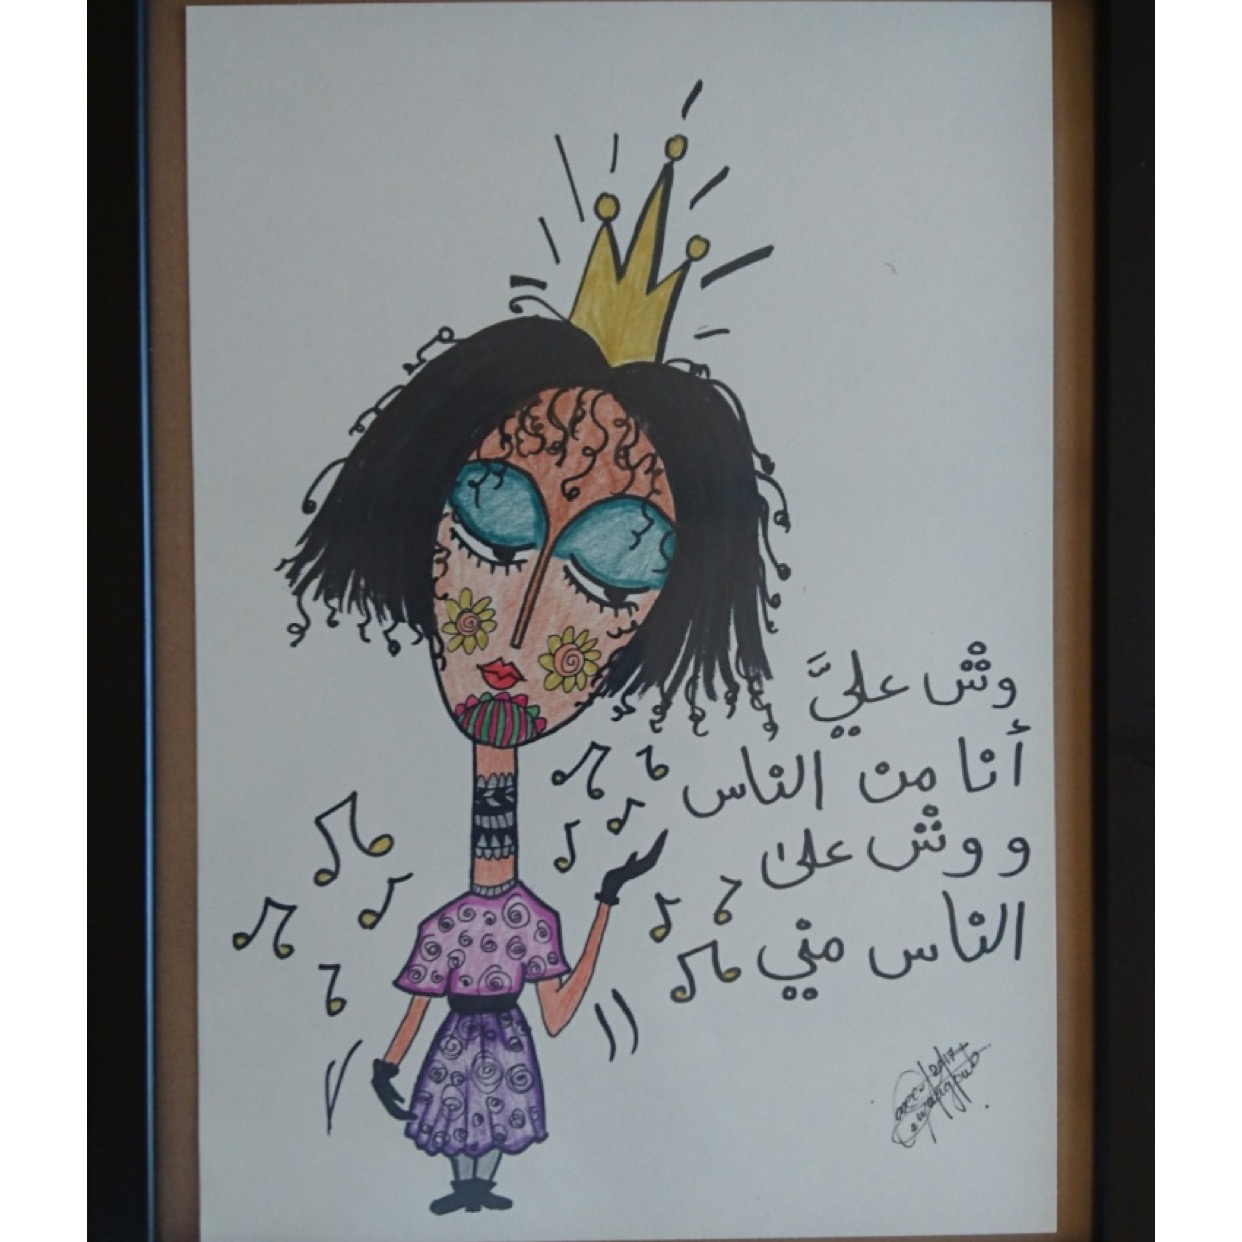 وش عليَّ
أنا من الناس
و وش على
الناس مني